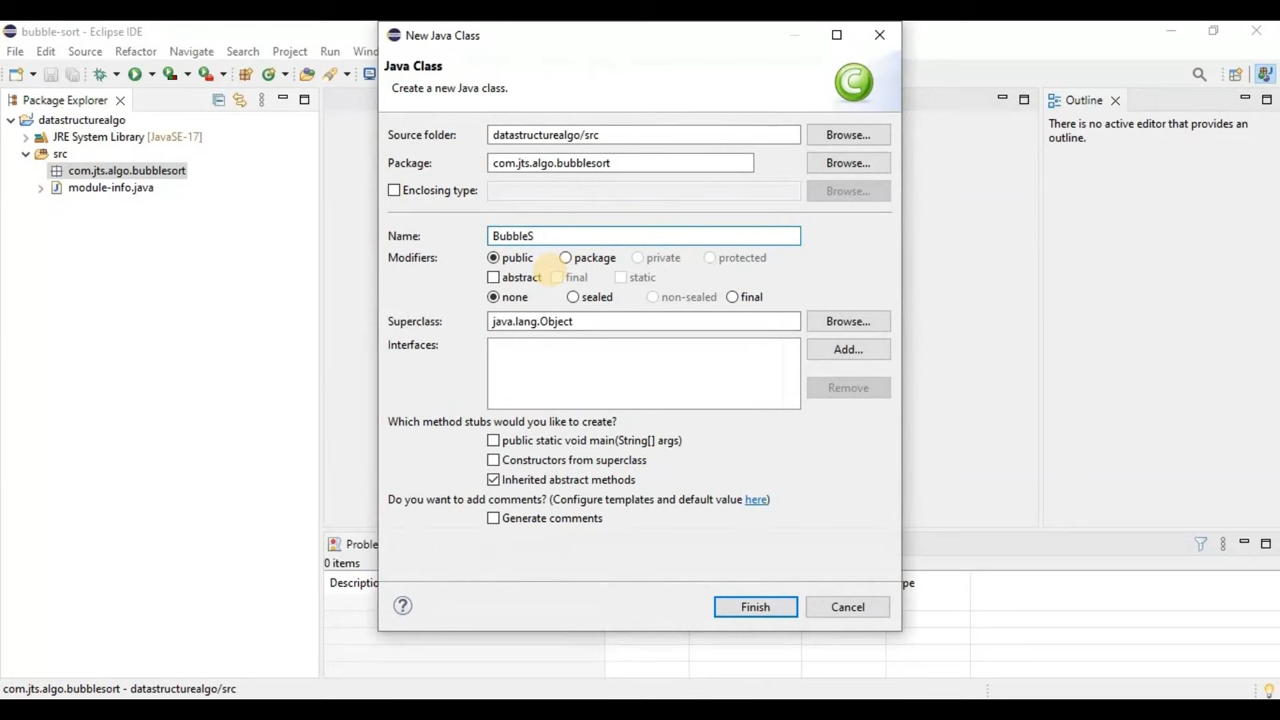 bubble-sort - Eclipse IDE
File Edit Source Refactor Navigate Search Project Run Wind
Package Explorer
datastructurealgo
JRE System Library [JavaSE-17]
src
com.jts.algo.bubblesort
module-info.java
New Java Class
Java Class
Create a new Java class.
Source folder: datastructurealgo/src Browse...
Package: com.jts.algo.bubblesort Browse...
Enclosing type: Browse...
Name: BubbleS
Modifiers: public package private protected
abstract final static
none sealed non-sealed final
Superclass: java.lang.Object Browse...
Interfaces: Add...
Remove
Which method stubs would you like to create?
public static void main(String[] args)
Constructors from superclass
Inherited abstract methods
Do you want to add comments? (Configure templates and default value here)
Generate comments
Finish Cancel
Outline
There is no active editor that provides an
outline.
Proble
0 items
Descriptio
pe
com.jts.algo.bubblesort - datastructurealgo/src